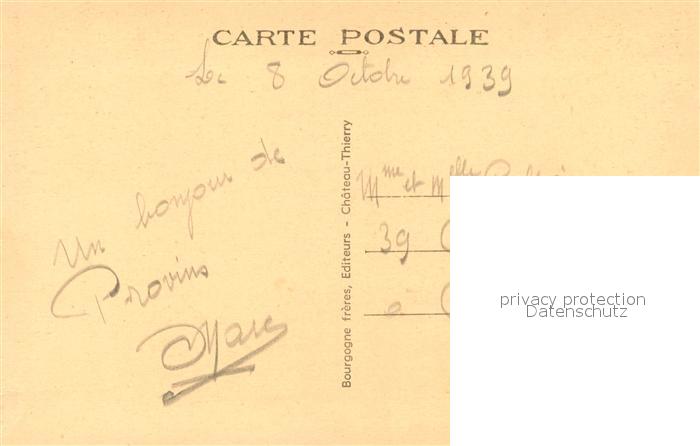 CARTE POSTALE
Le 8 Octobre 1939
Un bonjour de
Provins
Marc
Bourgogne frères, Editeurs - Château-Thierry
Mme et Melle
39
à
privacy protection
Datenschutz